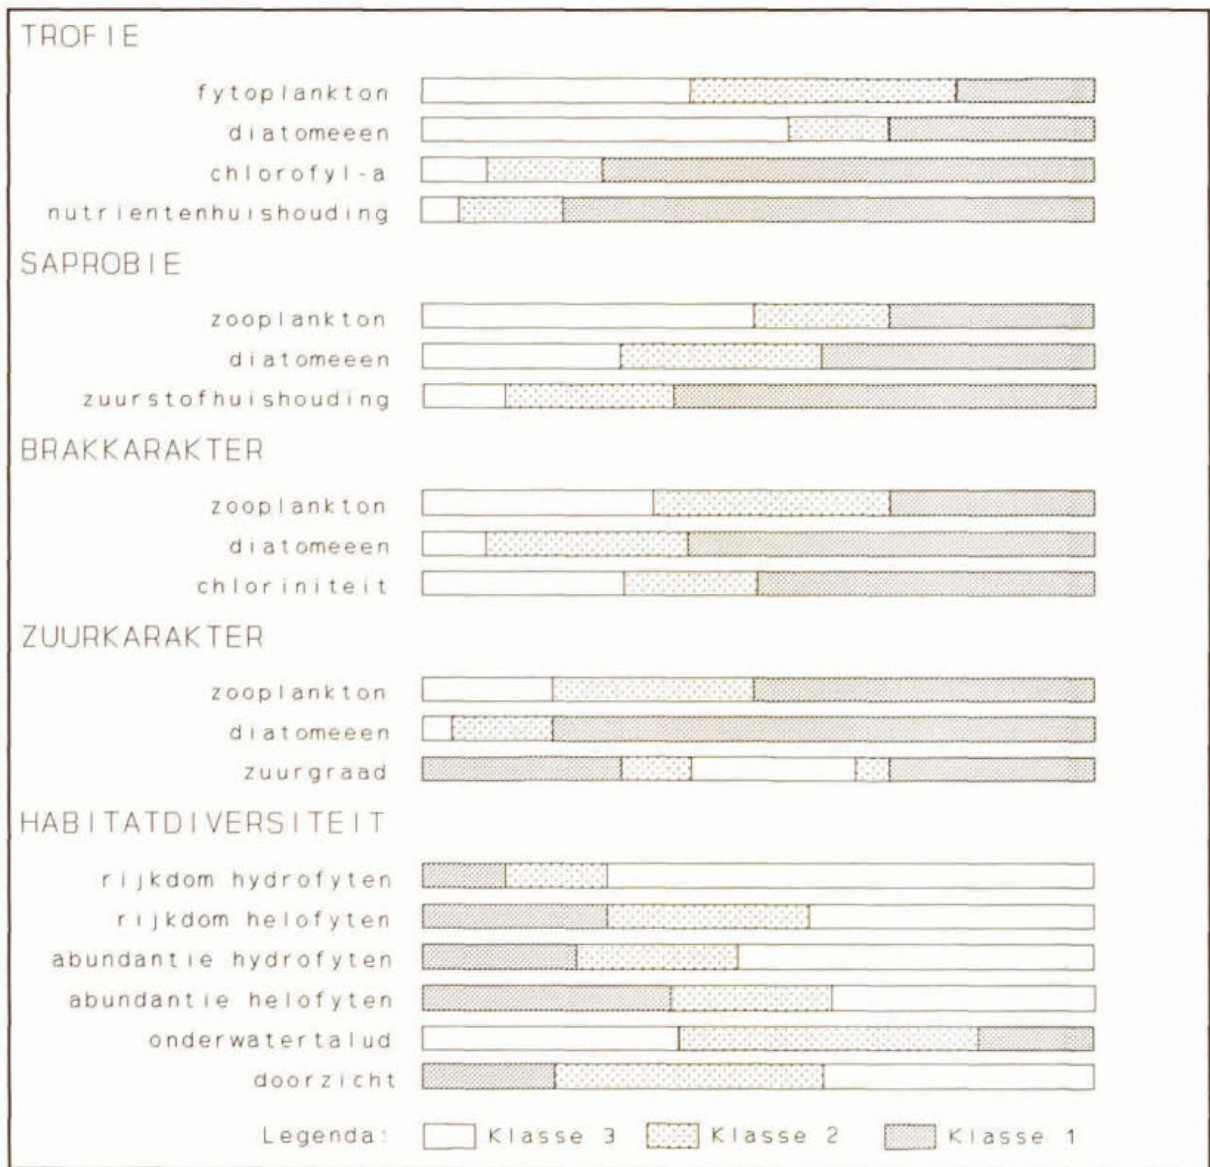 TROFIE
fytoplankton
diatomeeen
chlorofyl-a
nutrientenhuishouding
SAPROBIE
zooplankton
diatomeeen
zuurstofhuishouding
BRAKKARAKTER
zooplankton
diatomeeen
chloriniteit
ZUURKARAKTER
zooplankton
diatomeeen
zuurgraad
HABITATDIVERSITEIT
rijkdom hydrofyten
rijkdom helofyten
abundantie hydrofyten
abundantie helofyten
onderwatertalud
doorzicht
Legenda: Klasse 3 Klasse 2 Klasse 1